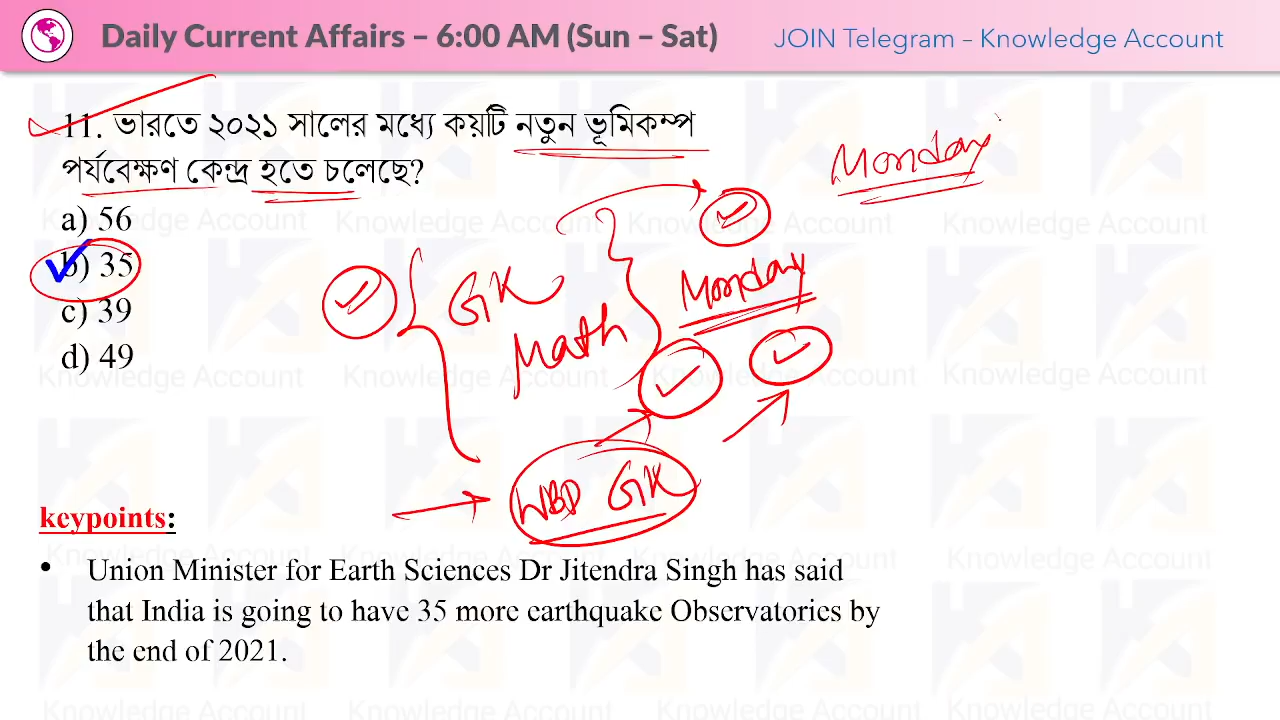 Daily Current Affairs – 6:00 AM (Sun – Sat)
JOIN Telegram – Knowledge Account
11. ভারতে ২০২১ সালের মধ্যে কয়টি নতুন ভূমিকম্প
পর্যবেক্ষণ কেন্দ্র হতে চলেছে?
a) 56
b) 35
c) 39
d) 49
Monday
GK
Math
Monday
WBP GK
keypoints:
• Union Minister for Earth Sciences Dr Jitendra Singh has said
that India is going to have 35 more earthquake Observatories by
the end of 2021.
Knowledge Account